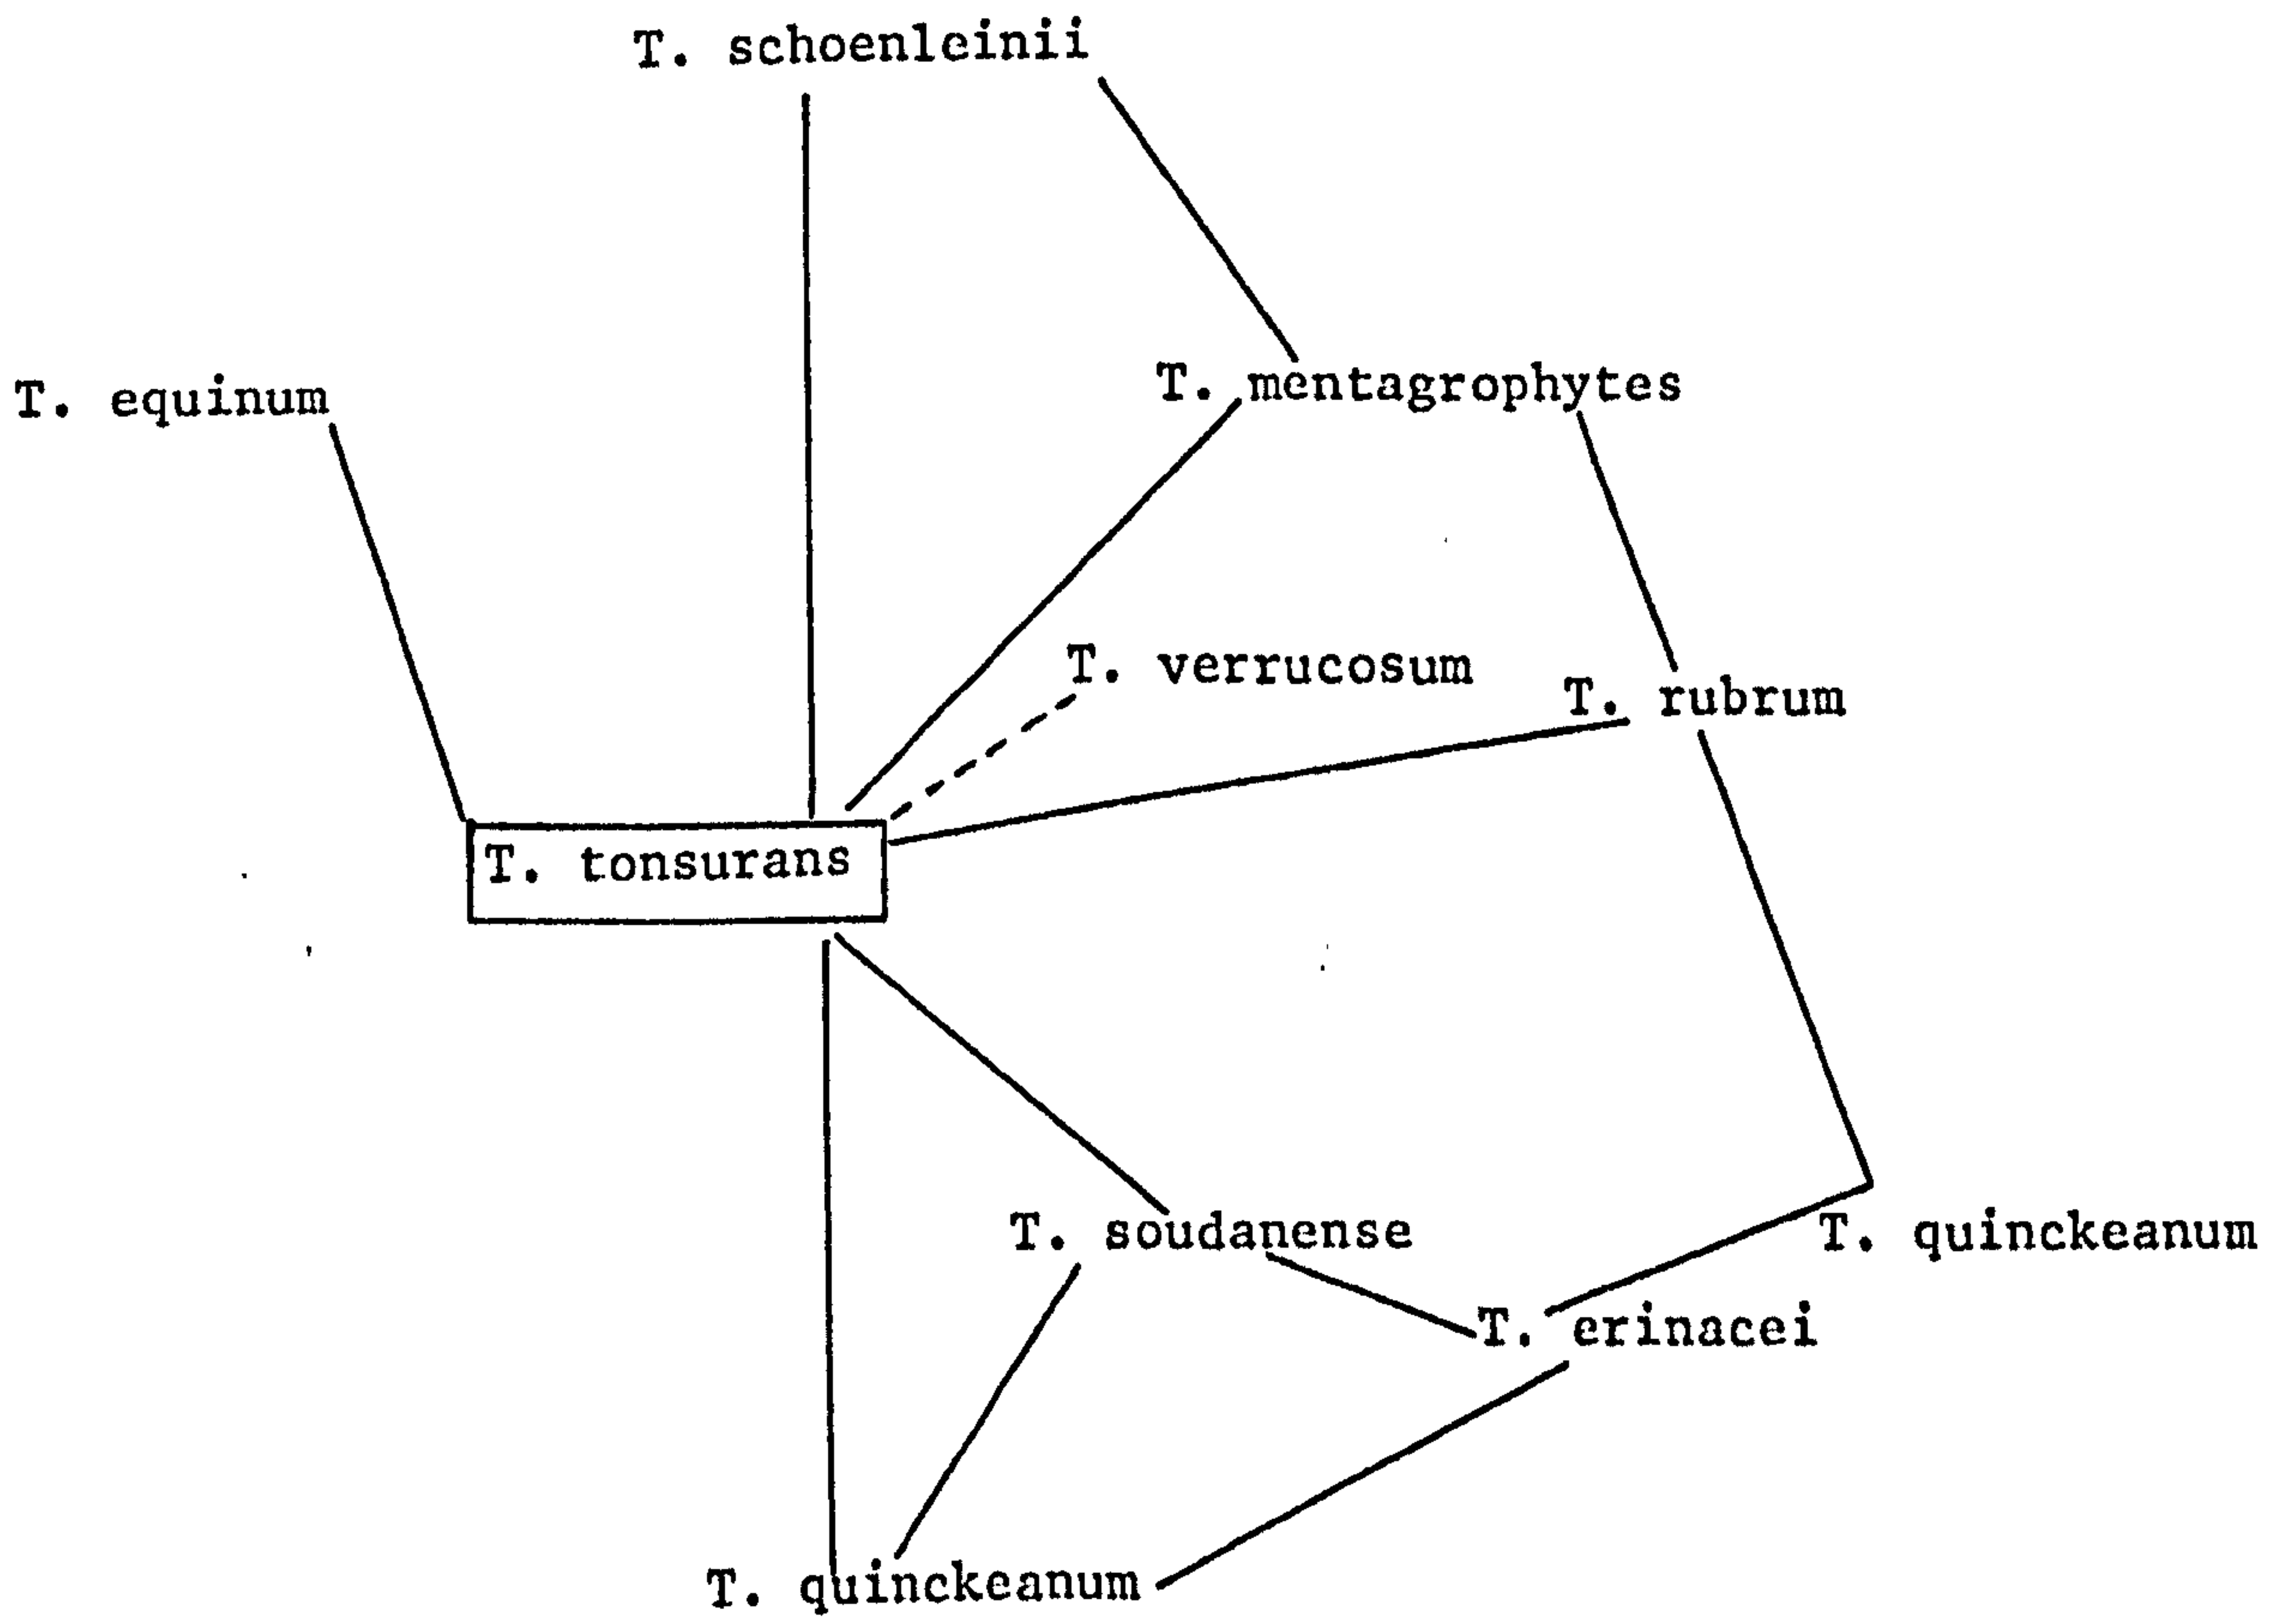 T. schoenleinii
T. mentagrophytes
T. equinum
T. verrucosum
T. rubrum
T. tonsurans
T. soudanense
T. quinckeanum
T. erinacei
T. quinckeanum